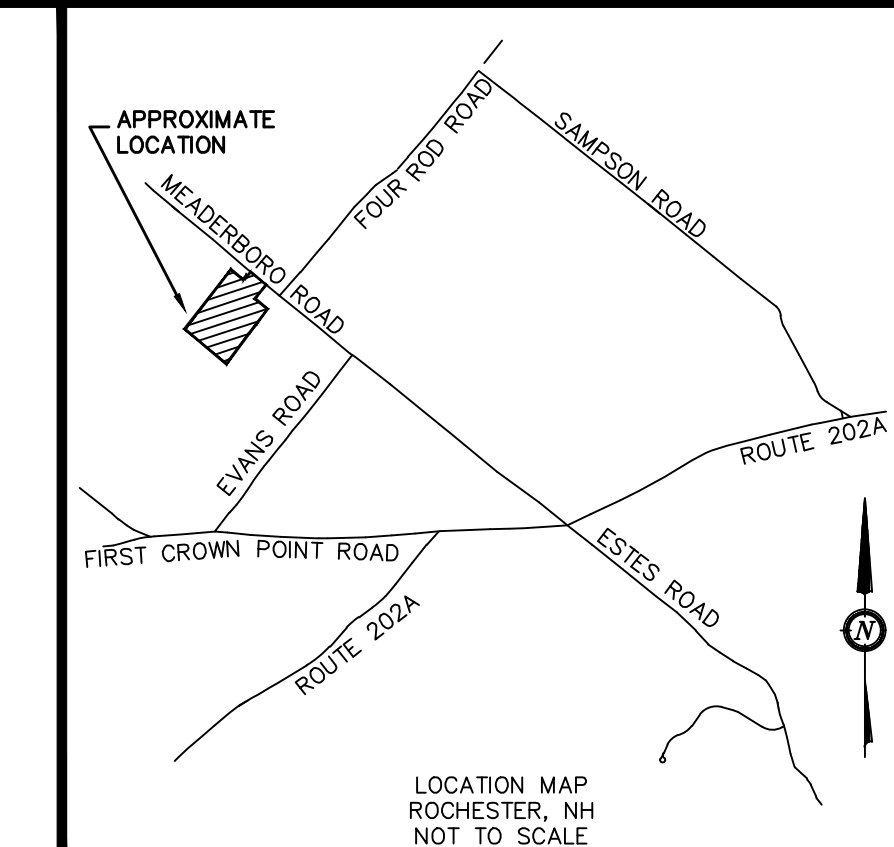 APPROXIMATE
LOCATION
MEADERBORO ROAD
FOUR ROD ROAD
SAMPSON ROAD
EVANS ROAD
ROUTE 202A
FIRST CROWN POINT ROAD
ESTES ROAD
ROUTE 202A
N
LOCATION MAP
ROCHESTER, NH
NOT TO SCALE